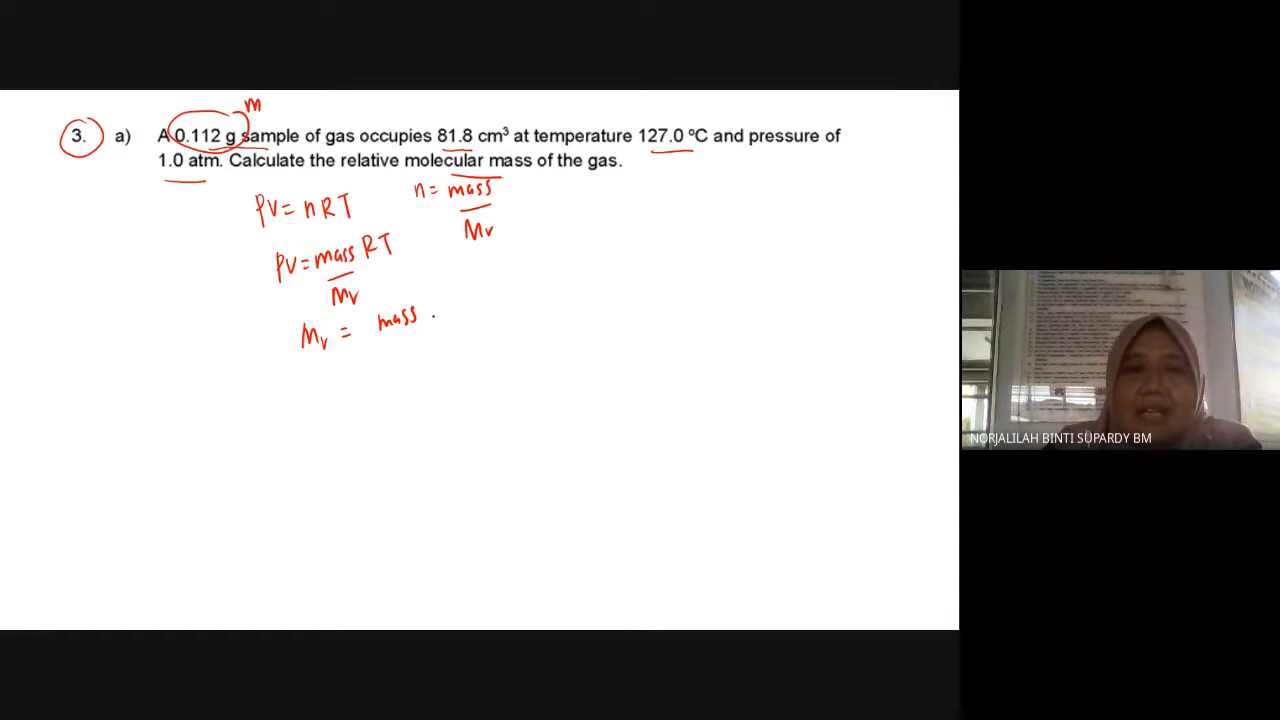 3. a) A 0.112 g sample of gas occupies 81.8 cm³ at temperature 127.0 ºC and pressure of
1.0 atm. Calculate the relative molecular mass of the gas.
m
PV = nRT
n = mass
Mr
PV = mass RT
Mr
Mr = mass .
NORJALILAH BINTI SUPARDY BM